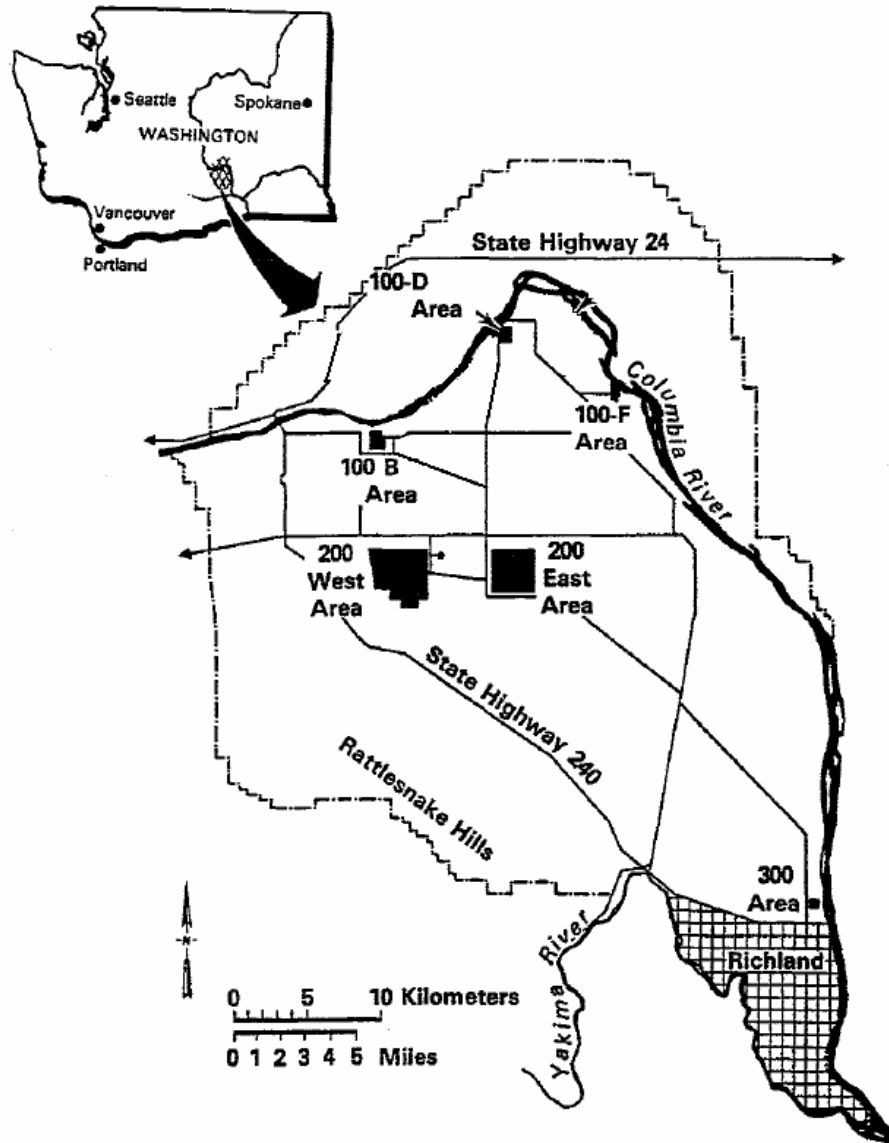 Seattle
Spokane
WASHINGTON
Vancouver
Portland
State Highway 24
100-D
Area
Columbia River
100-F
Area
100 B
Area
200
West
Area
200
East
Area
State Highway 240
Rattlesnake Hills
300
Area
Richland
Yakima River
N
0 5 10 Kilometers
0 1 2 3 4 5 Miles